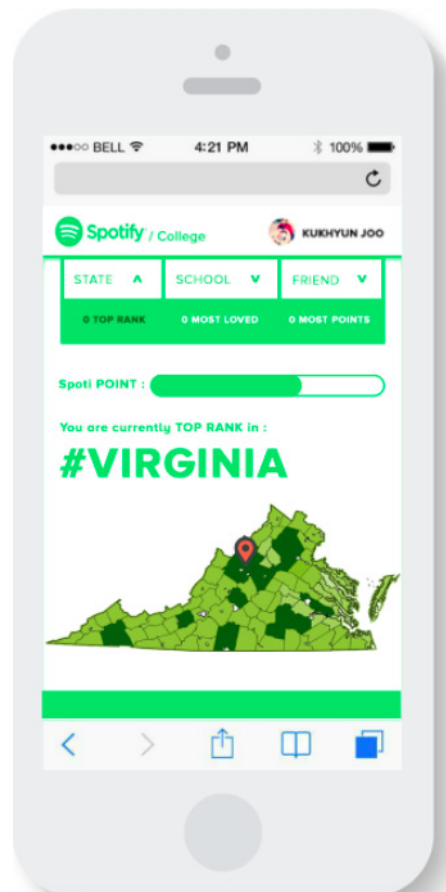 BELL 4:21 PM 100%
Spotify / College KUKHYUN JOO
STATE SCHOOL FRIEND
0 TOP RANK 0 MOST LOVED 0 MOST POINTS
Spoti POINT :
You are currently TOP RANK in :
#VIRGINIA